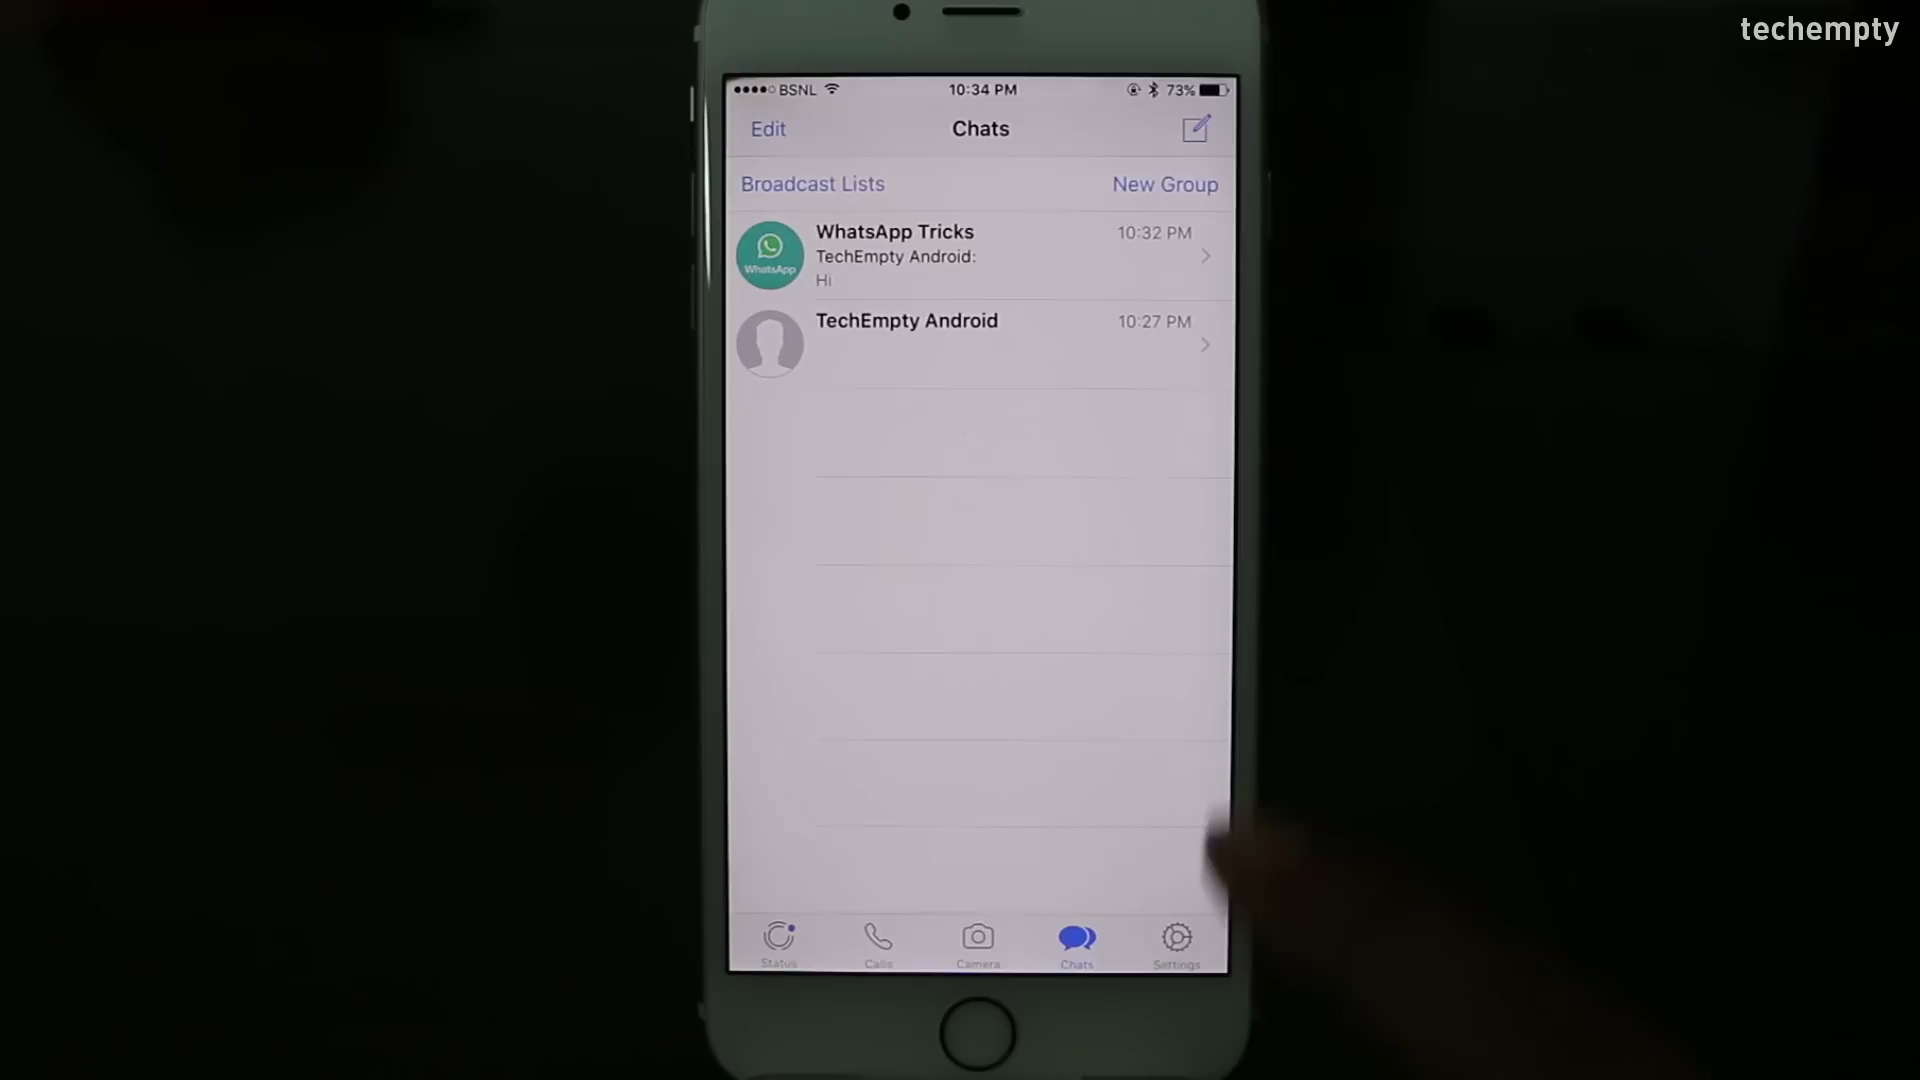 techempty
BSNL 10:34 PM 73%
Edit Chats
Broadcast Lists New Group
WhatsApp Tricks 10:32 PM
TechEmpty Android:
Hi
WhatsApp
TechEmpty Android 10:27 PM
Status Calls Camera Chats Settings